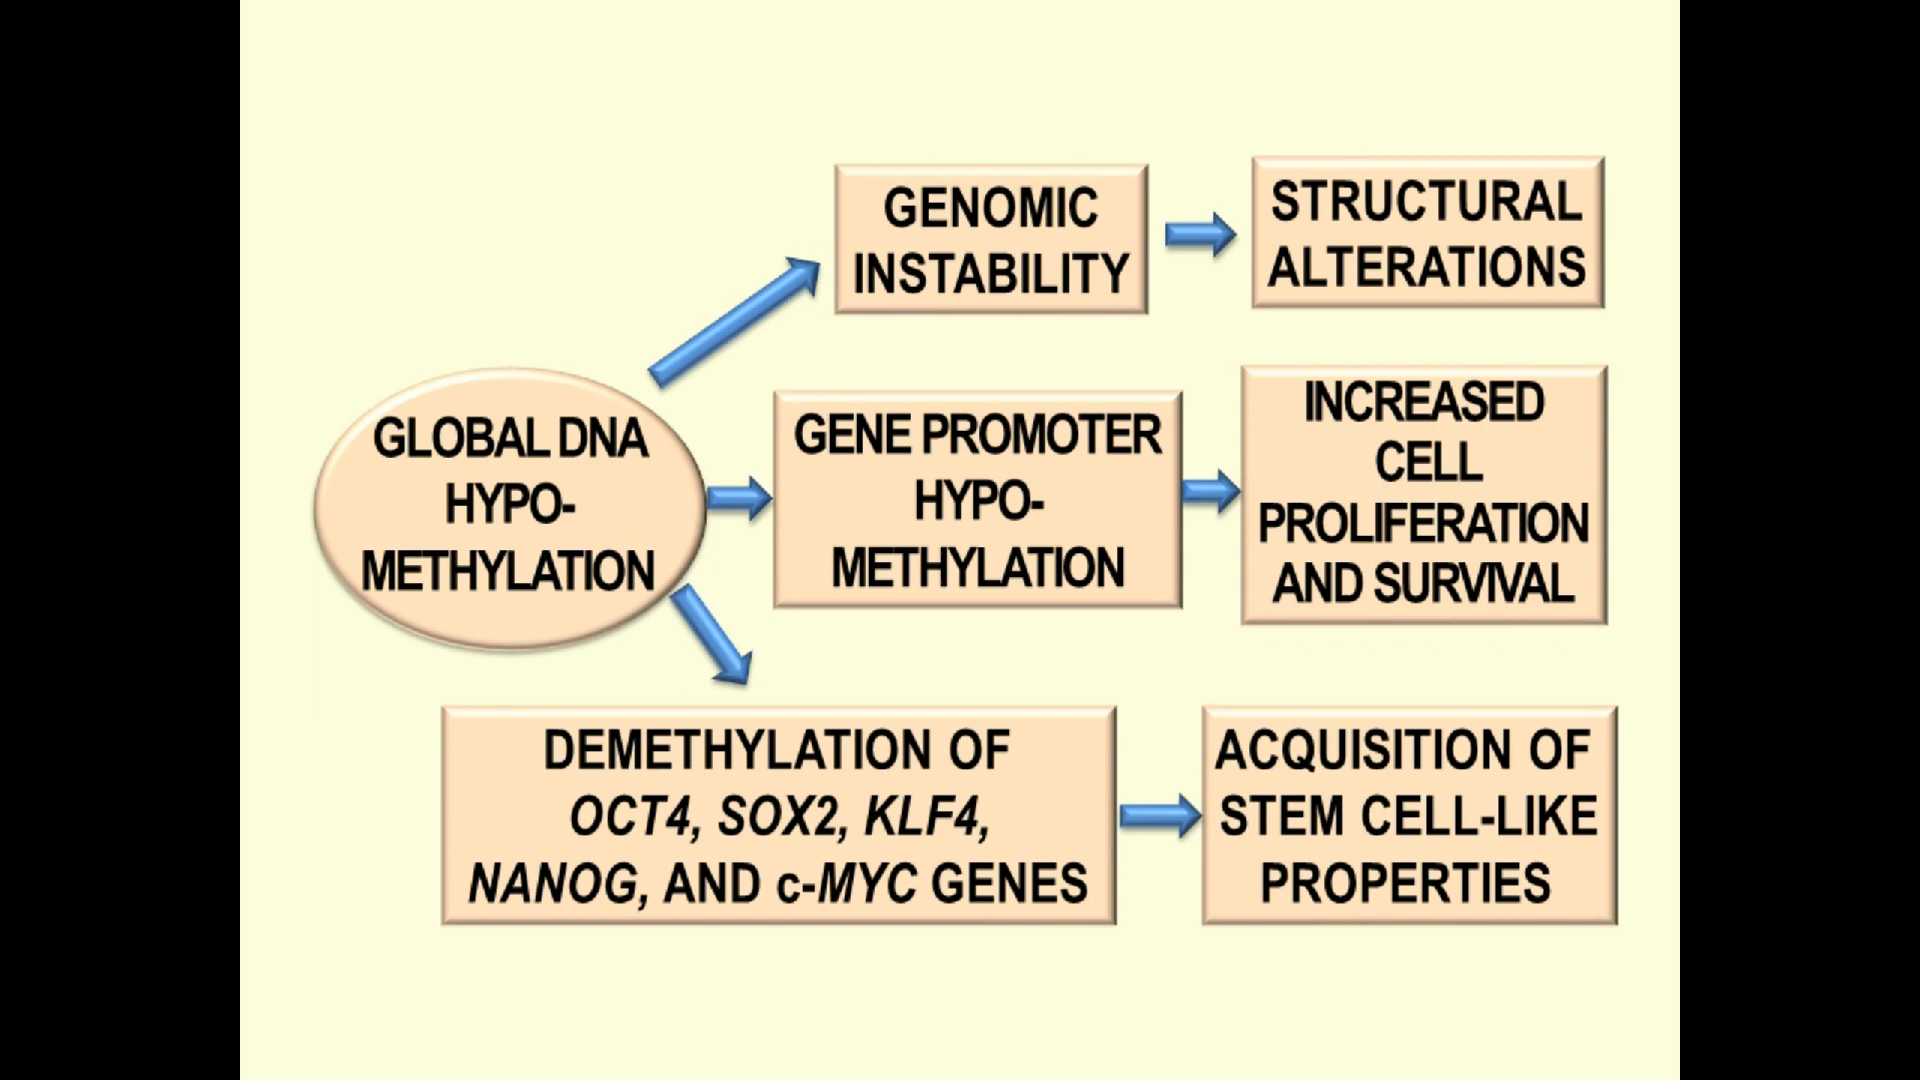 GENOMIC
INSTABILITY
STRUCTURAL
ALTERATIONS
GLOBAL DNA
HYPO-
METHYLATION
GENE PROMOTER
HYPO-
METHYLATION
INCREASED
CELL
PROLIFERATION
AND SURVIVAL
DEMETHYLATION OF
OCT4, SOX2, KLF4,
NANOG, AND c-MYC GENES
ACQUISITION OF
STEM CELL-LIKE
PROPERTIES